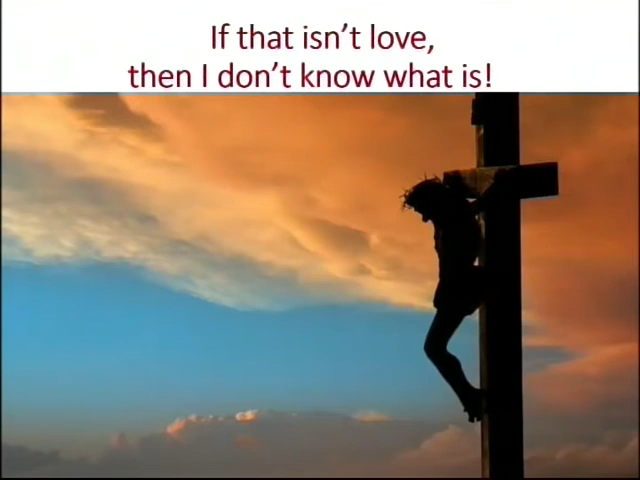 If that isn’t love,
then I don’t know what is!